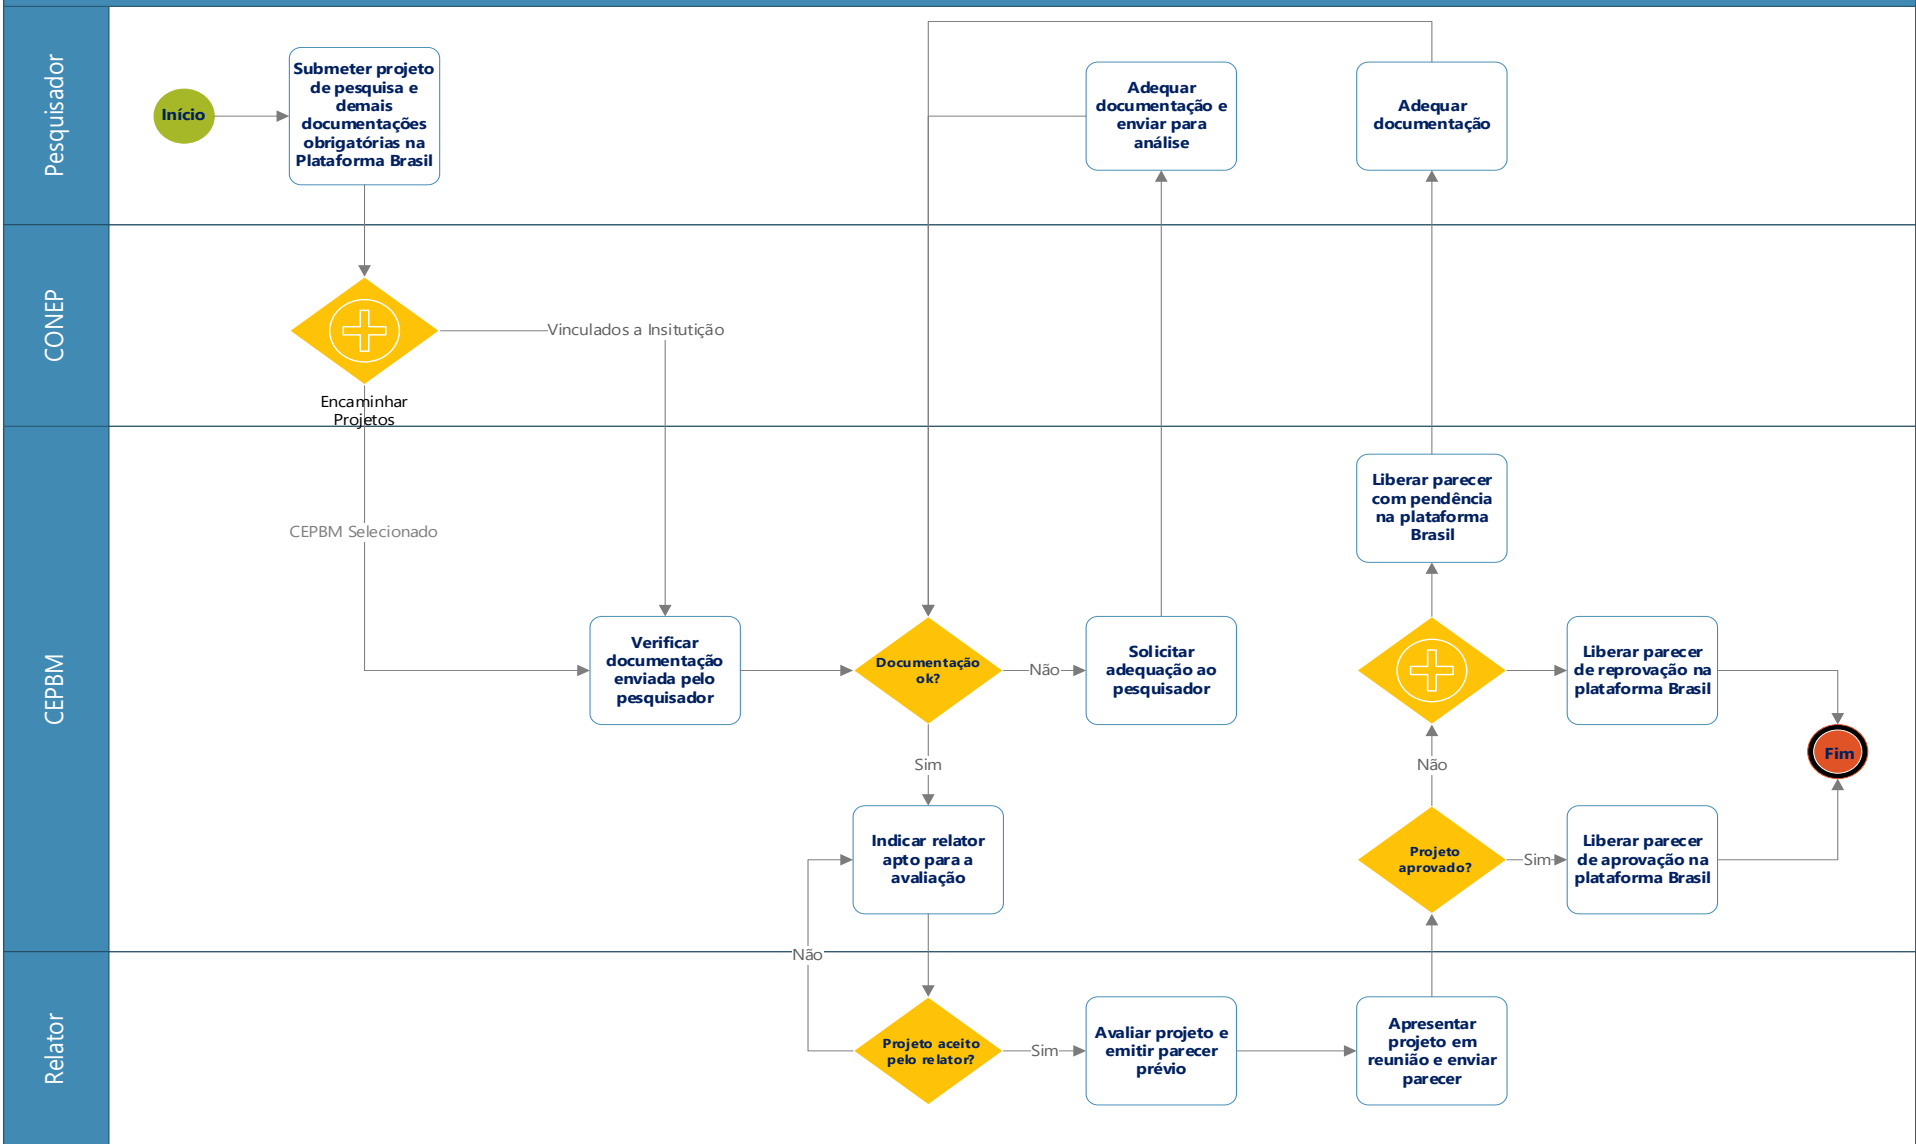 Pesquisador
Início
Submeter projeto
de pesquisa e
demais
documentações
obrigatórias na
Plataforma Brasil
Adequar
documentação e
enviar para
análise
Adequar
documentação
CONEP
Vinculados a Insitutição
Encaminhar
Projetos
CEPBM
CEPBM Selecionado
Verificar
documentação
enviada pelo
pesquisador
Documentação
ok?
Não
Solicitar
adequação ao
pesquisador
Liberar parecer
com pendência
na plataforma
Brasil
Liberar parecer
de reprovação na
plataforma Brasil
Fim
Sim
Não
Indicar relator
apto para a
avaliação
Projeto
aprovado?
Sim
Liberar parecer
de aprovação na
plataforma Brasil
Não
Relator
Projeto aceito
pelo relator?
Sim
Avaliar projeto e
emitir parecer
prévio
Apresentar
projeto em
reunião e enviar
parecer